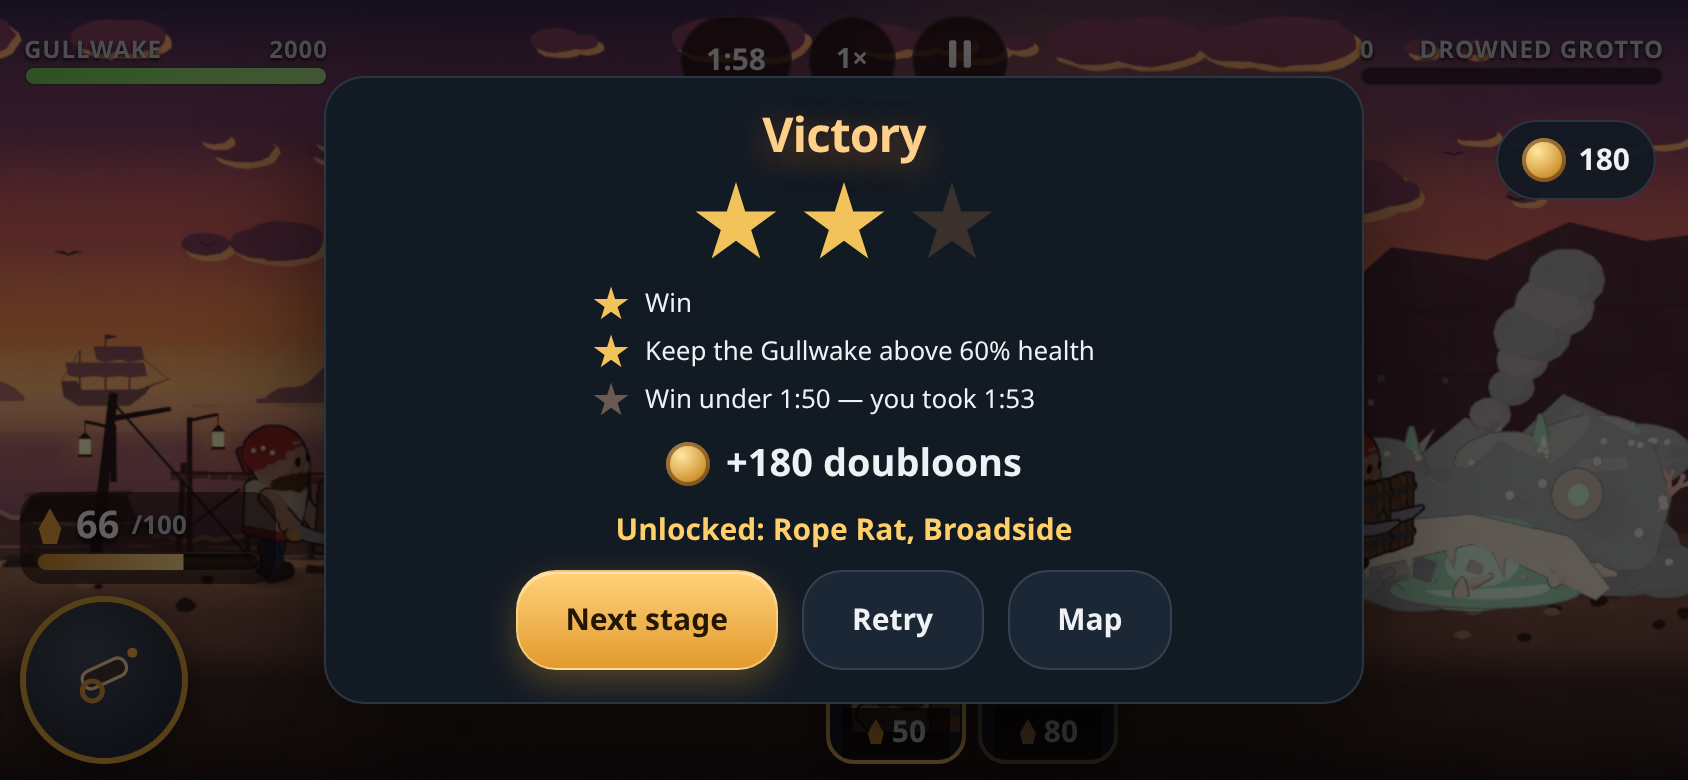 GULLWAKE 2000
1:58
1×
0 DROWNED GROTTO
180
Victory
Win
Keep the Gullwake above 60% health
Win under 1:50 — you took 1:53
+180 doubloons
Unlocked: Rope Rat, Broadside
66 /100
Next stage
Retry
Map
50
80